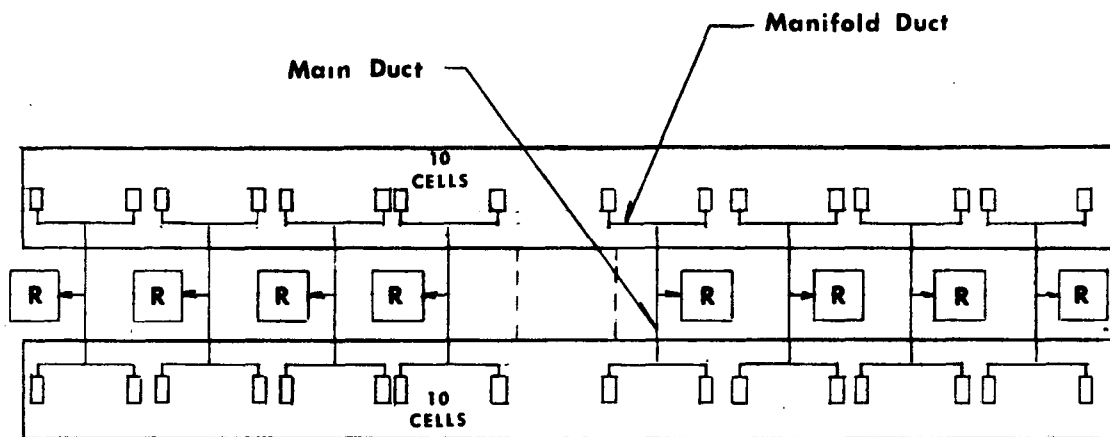 Manifold Duct
Main Duct
10
CELLS
R R R R R R R R
10
CELLS